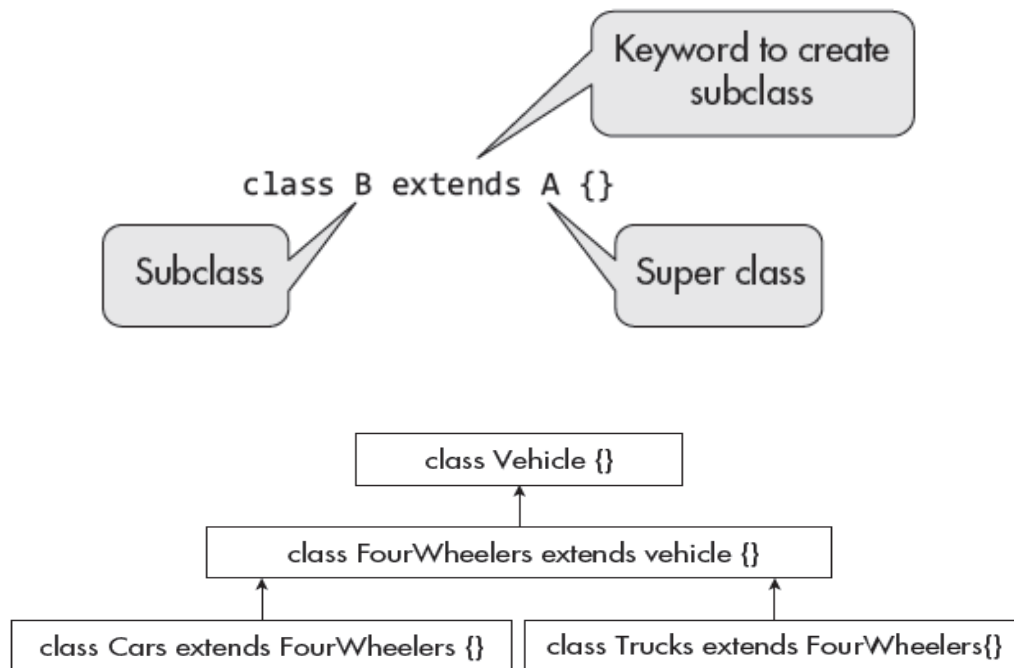 Keyword to create
subclass
class B extends A {}
Subclass
Super class
class Vehicle {}
class FourWheelers extends vehicle {}
class Cars extends FourWheelers {}
class Trucks extends FourWheelers{}